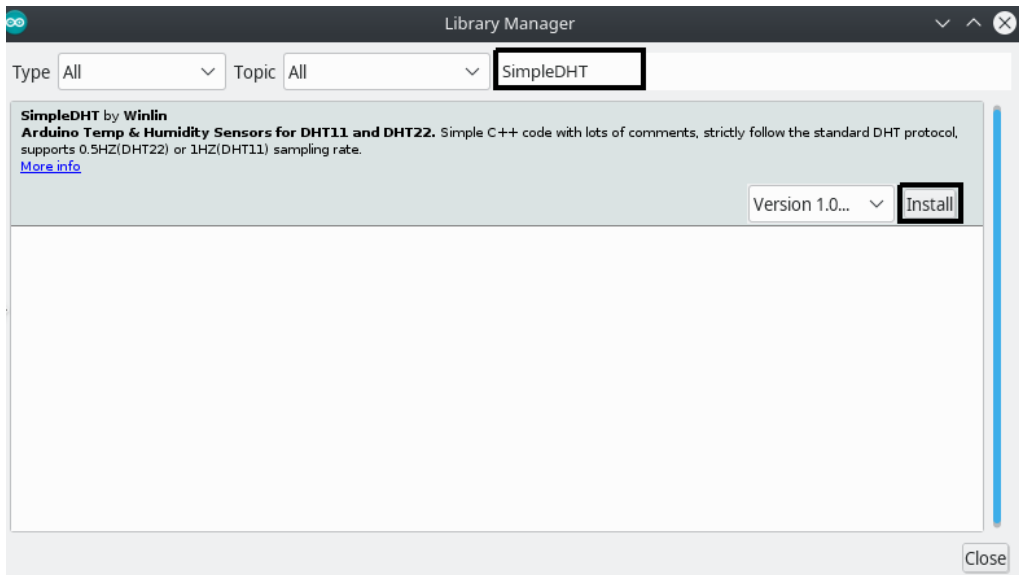 Library Manager
Type All Topic All SimpleDHT
SimpleDHT by Winlin
Arduino Temp & Humidity Sensors for DHT11 and DHT22. Simple C++ code with lots of comments, strictly follow the standard DHT protocol,
supports 0.5HZ(DHT22) or 1HZ(DHT11) sampling rate.
More info
Version 1.0... Install
Close